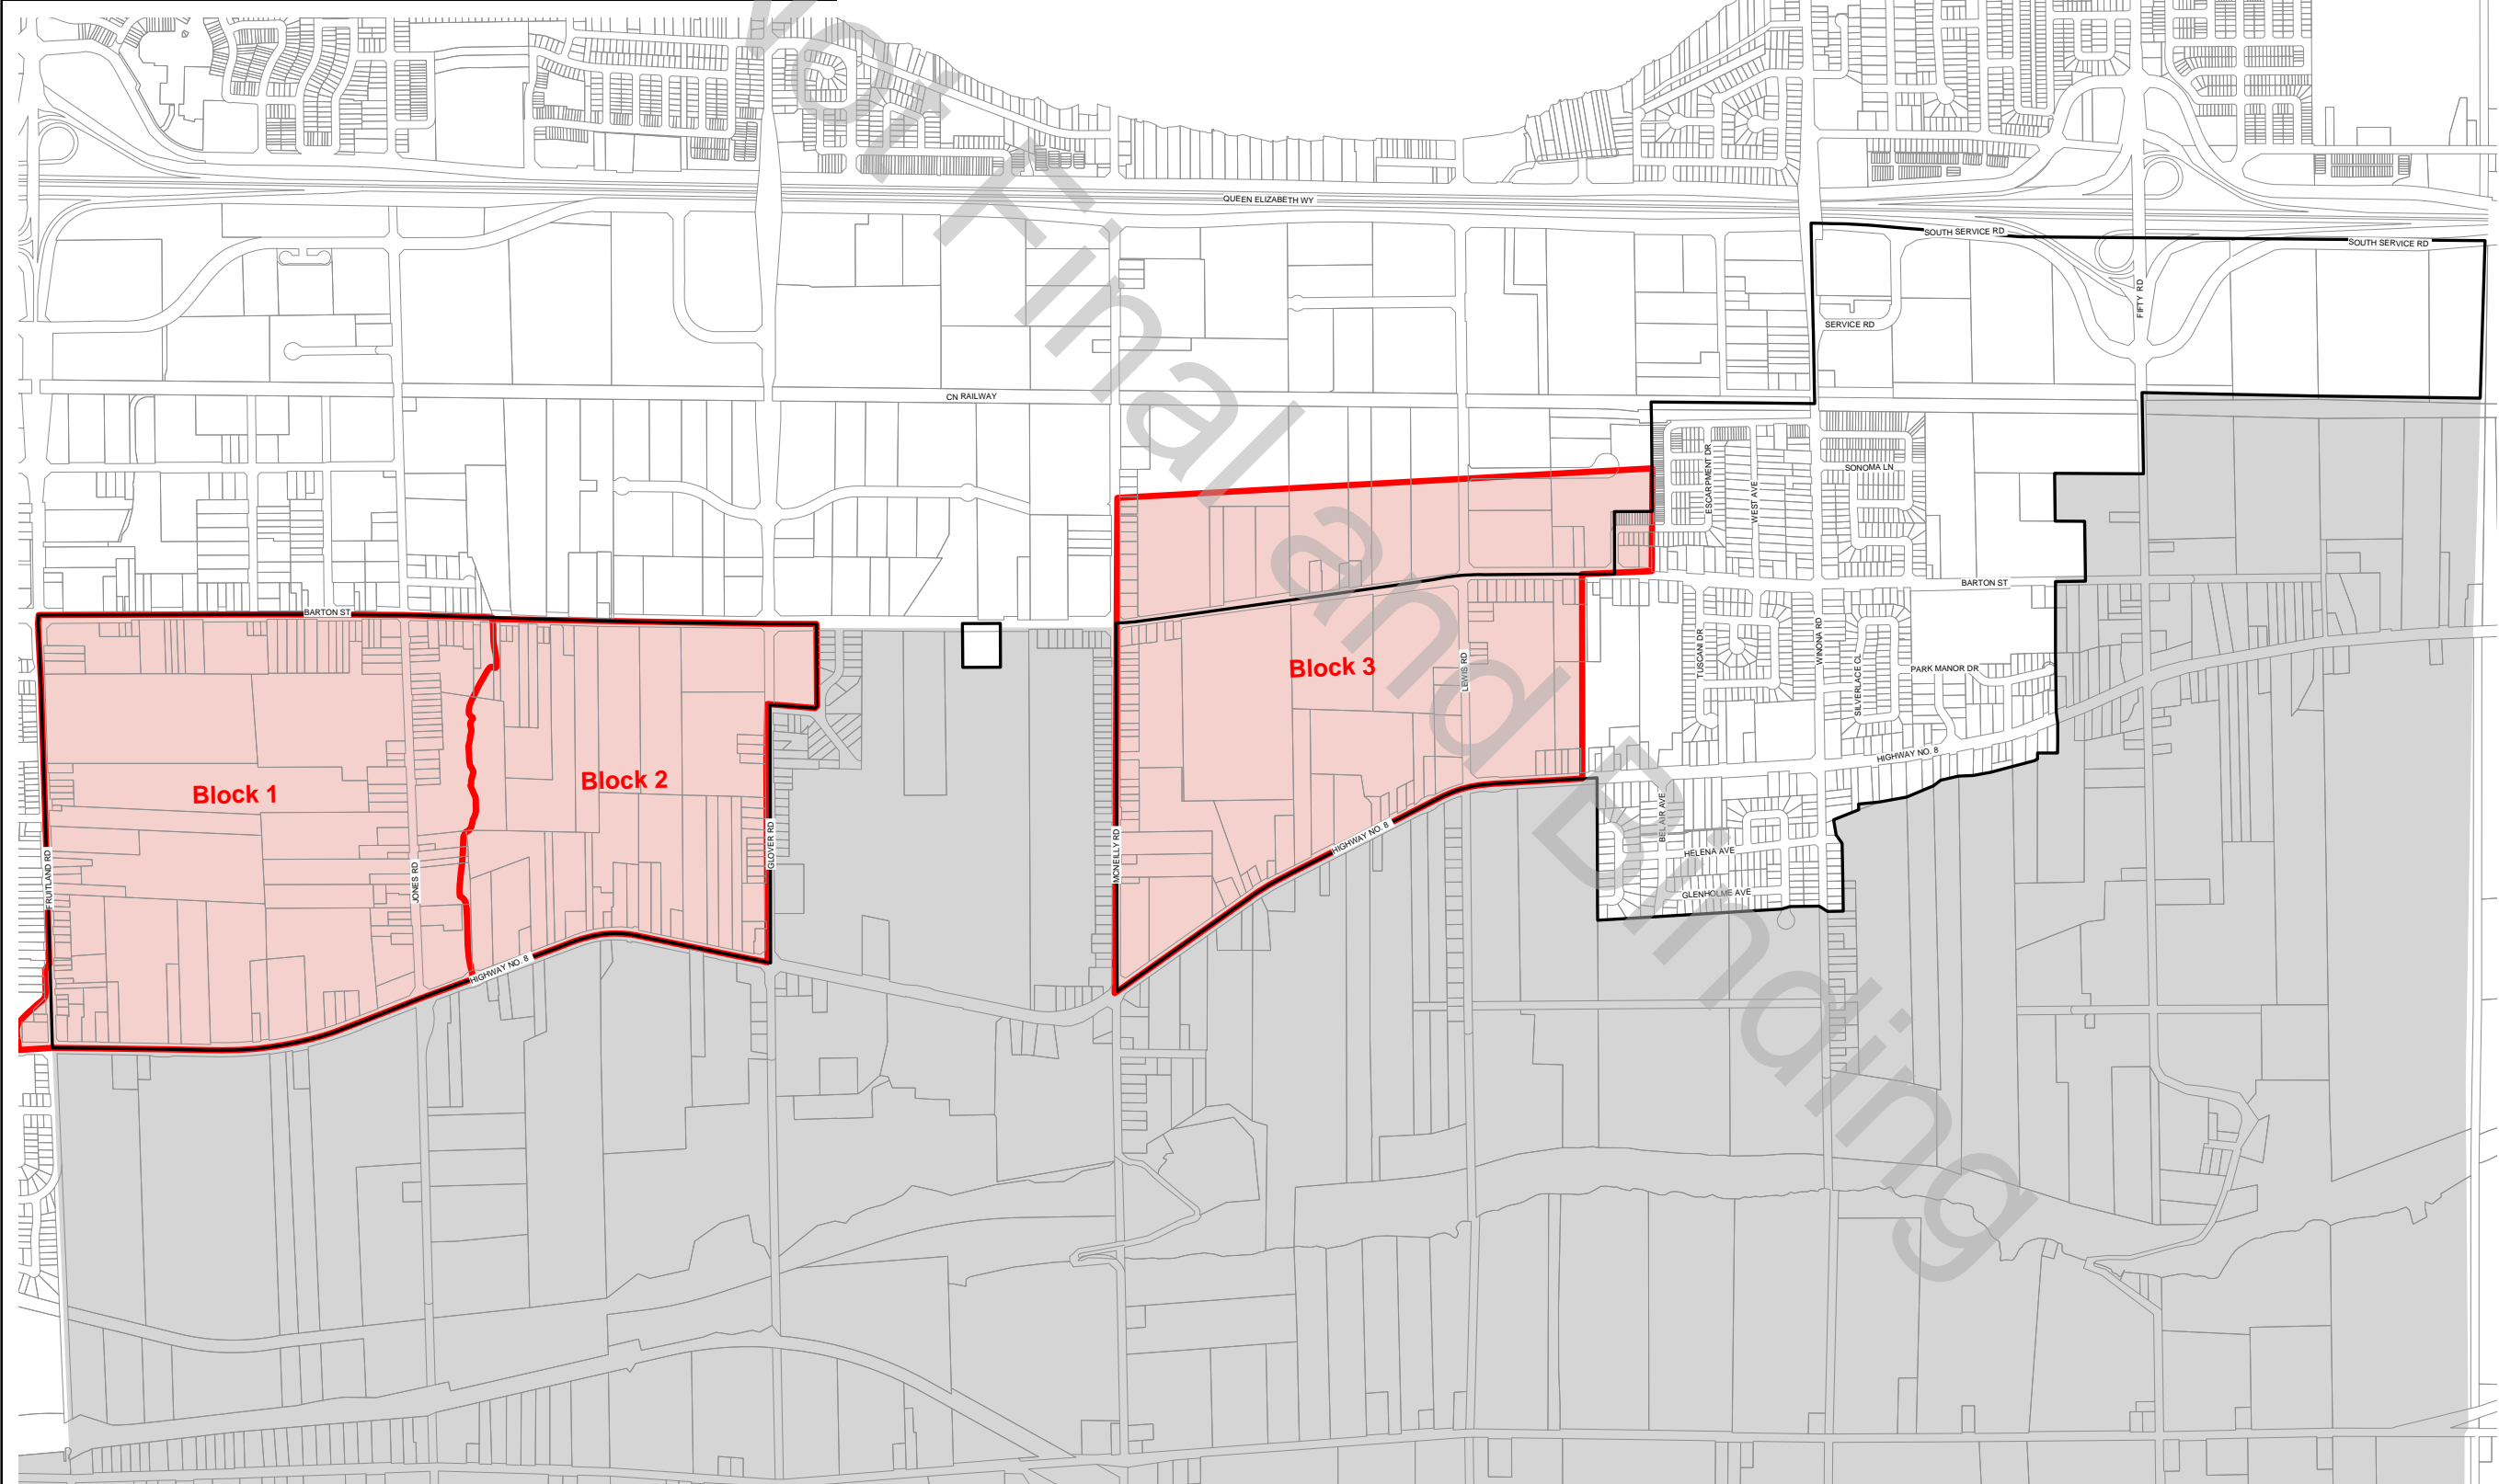 QUEEN ELIZABETH WY
SOUTH SERVICE RD
SOUTH SERVICE RD
FIFTY RD
SERVICE RD
CN RAILWAY
ESCARPMENT DR
WEST AVE
SONOMA LN
BARTON ST
BARTON ST
Block 3
LEWIS RD
TUSCANI DR
WINONA RD
SILVERLACE CL
PARK MANOR DR
HIGHWAY NO. 8
Block 1
Block 2
FRUITLAND RD
JONES RD
GLOVER RD
MCNEILLY RD
HIGHWAY NO. 8
BEL AIR AVE
HELENA AVE
GLENHOLME AVE
HIGHWAY NO. 8
Final and Binding